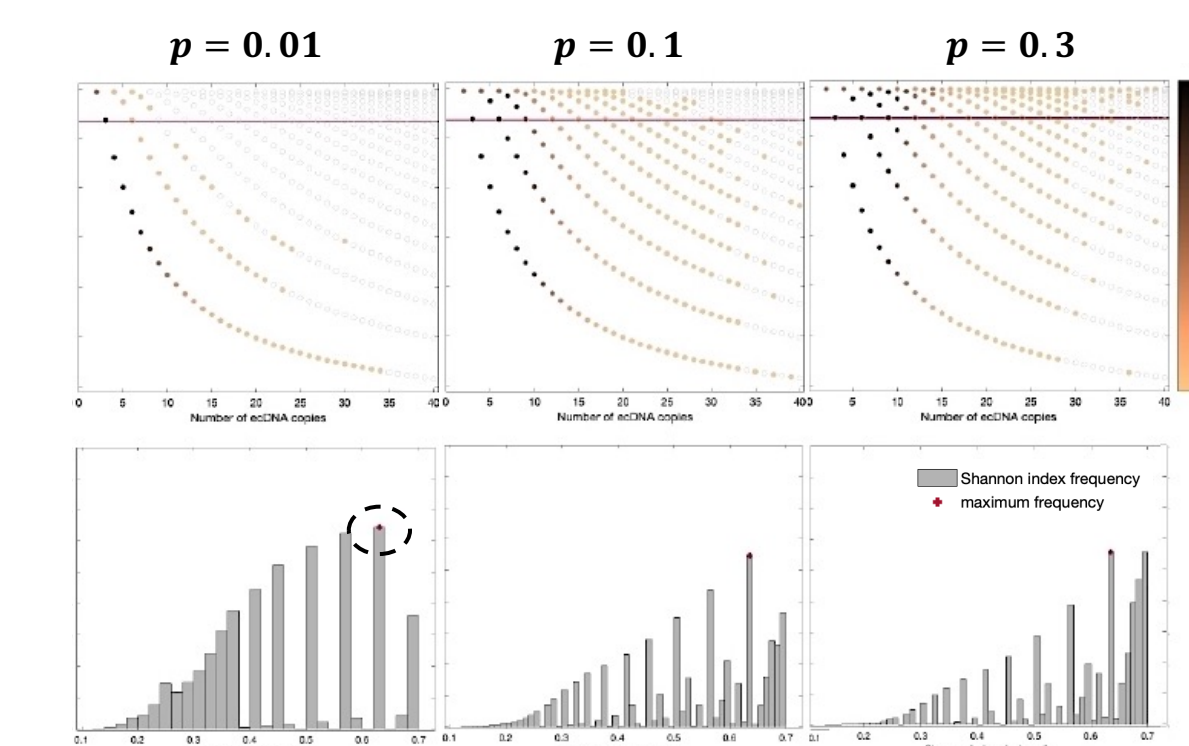 p = 0.01
p = 0.1
p = 0.3
0 5 10 15 20 25 30 35 40
0 5 10 15 20 25 30 35 40
0 5 10 15 20 25 30 35 40
Number of ecDNA copies
Number of ecDNA copies
Number of ecDNA copies
Shannon index frequency
maximum frequency
0.1 0.2 0.3 0.4 0.5 0.6 0.7
0.1 0.2 0.3 0.4 0.5 0.6 0.7
0.1 0.2 0.3 0.4 0.5 0.6 0.7